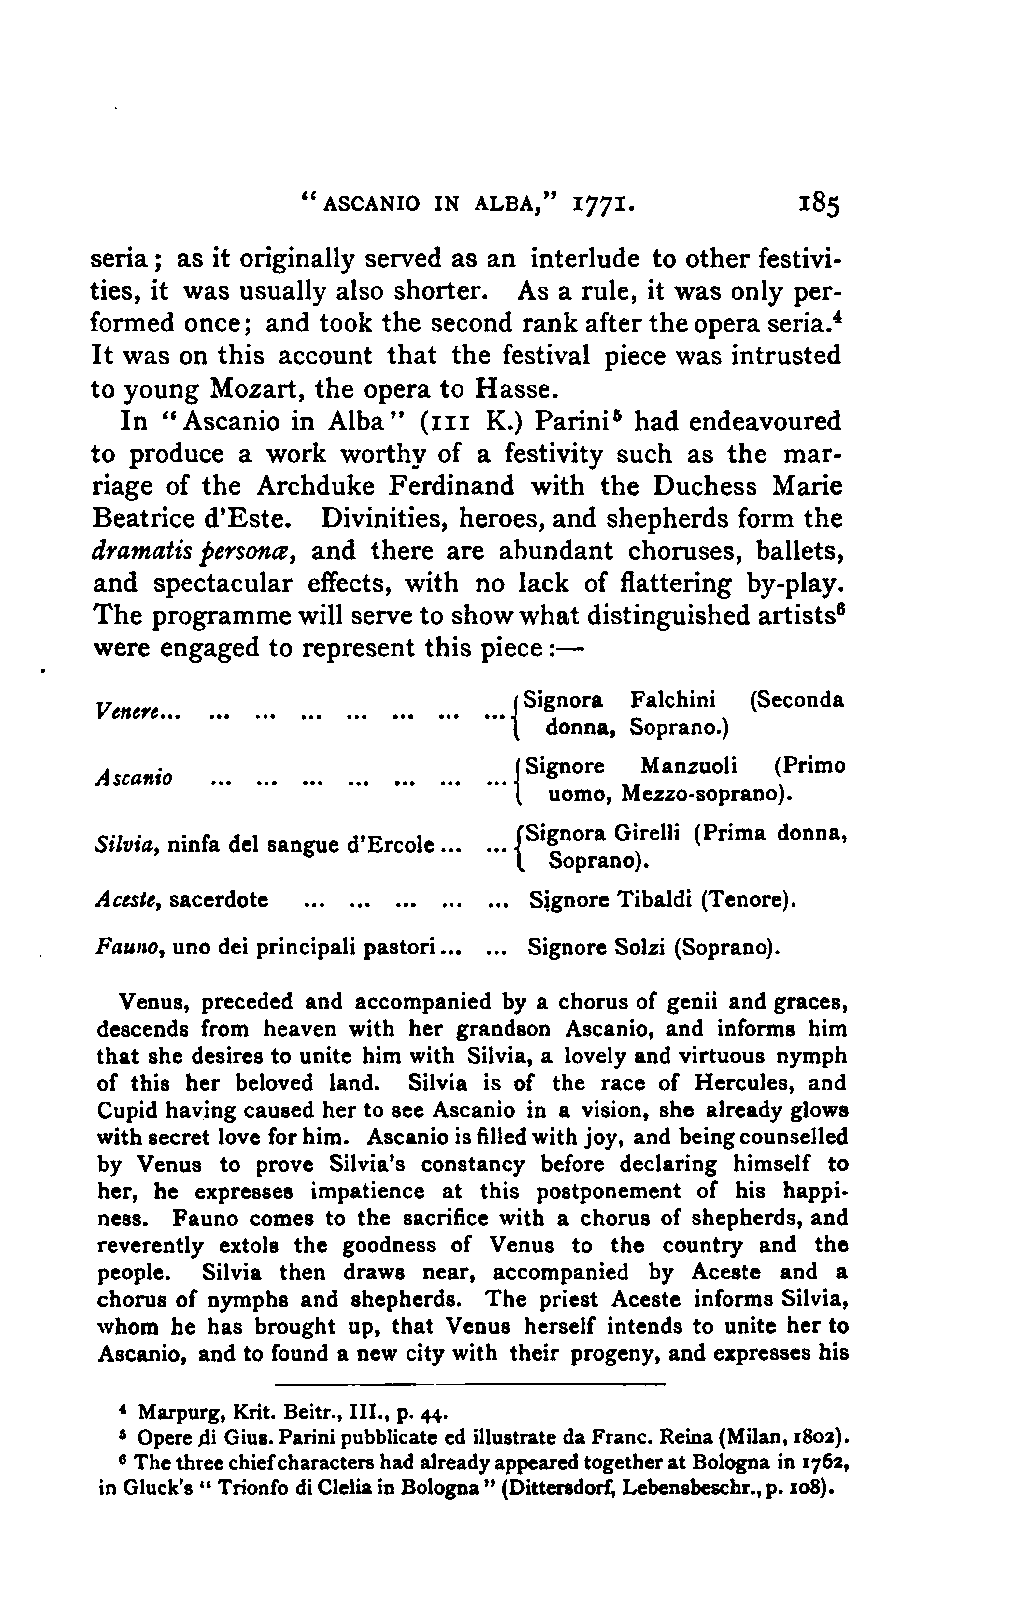 "ASCANIO IN ALBA," 1771. 185
seria; as it originally served as an interlude to other festivi-
ties, it was usually also shorter. As a rule, it was only per-
formed once; and took the second rank after the opera seria.⁴
It was on this account that the festival piece was intrusted
to young Mozart, the opera to Hasse.
In "Ascanio in Alba" (111 K.) Parini⁵ had endeavoured
to produce a work worthy of a festivity such as the mar-
riage of the Archduke Ferdinand with the Duchess Marie
Beatrice d'Este. Divinities, heroes, and shepherds form the
dramatis personæ, and there are abundant choruses, ballets,
and spectacular effects, with no lack of flattering by-play.
The programme will serve to show what distinguished artists⁶
were engaged to represent this piece :—
Venere... ... ... ... ... ... ... ... { Signora Falchini (Seconda
donna, Soprano.)
Ascanio ... ... ... ... ... ... ... { Signore Manzuoli (Primo
uomo, Mezzo-soprano).
Silvia, ninfa del sangue d'Ercole ... ... { Signora Girelli (Prima donna,
Soprano).
Aceste, sacerdote ... ... ... ... ... Signore Tibaldi (Tenore).
Fauno, uno dei principali pastori ... ... Signore Solzi (Soprano).
Venus, preceded and accompanied by a chorus of genii and graces,
descends from heaven with her grandson Ascanio, and informs him
that she desires to unite him with Silvia, a lovely and virtuous nymph
of this her beloved land. Silvia is of the race of Hercules, and
Cupid having caused her to see Ascanio in a vision, she already glows
with secret love for him. Ascanio is filled with joy, and being counselled
by Venus to prove Silvia's constancy before declaring himself to
her, he expresses impatience at this postponement of his happi-
ness. Fauno comes to the sacrifice with a chorus of shepherds, and
reverently extols the goodness of Venus to the country and the
people. Silvia then draws near, accompanied by Aceste and a
chorus of nymphs and shepherds. The priest Aceste informs Silvia,
whom he has brought up, that Venus herself intends to unite her to
Ascanio, and to found a new city with their progeny, and expresses his
⁴ Marpurg, Krit. Beitr., III., p. 44.
⁵ Opere di Gius. Parini pubblicate ed illustrate da Franc. Reina (Milan, 1802).
⁶ The three chief characters had already appeared together at Bologna in 1762,
in Gluck's "Trionfo di Clelia in Bologna" (Dittersdorf, Lebensbeschr., p. 108).